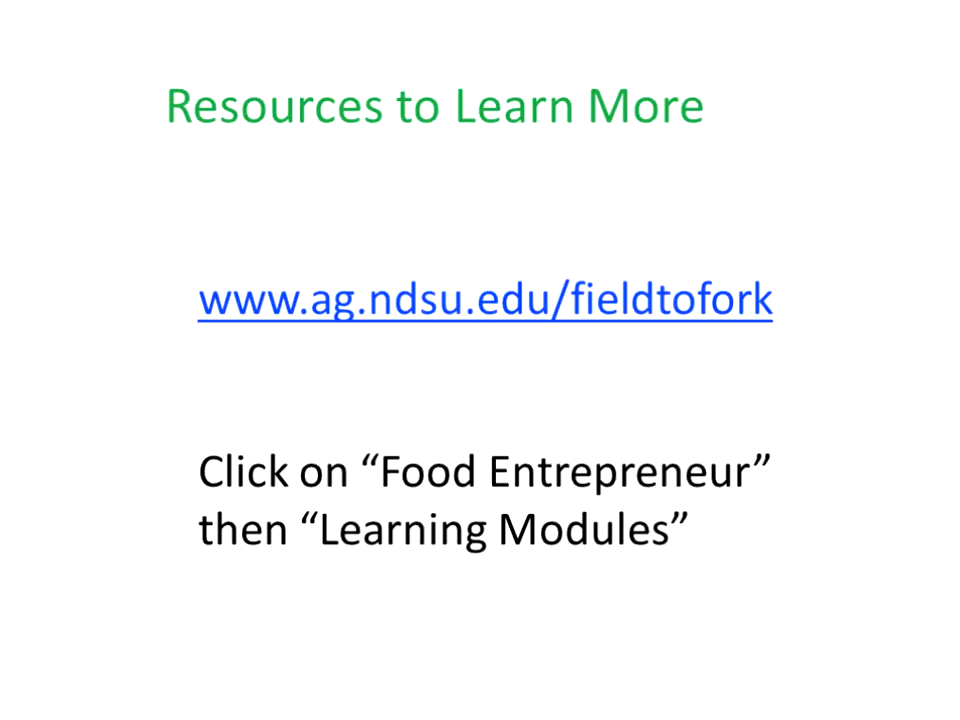 Resources to Learn More
www.ag.ndsu.edu/fieldtofork
Click on “Food Entrepreneur”
then “Learning Modules”